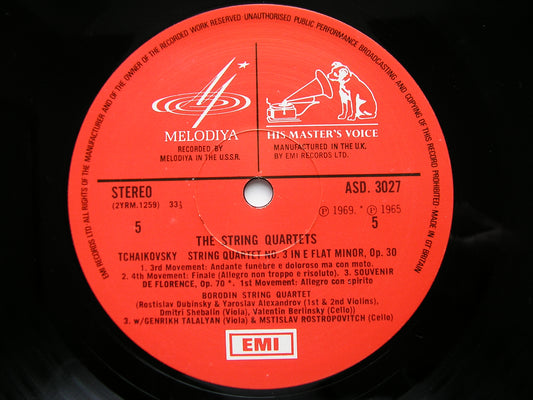 EMI RECORDS LTD. ALL RIGHTS OF THE MANUFACTURER AND OF THE OWNER OF THE RECORDED WORK RESERVED UNAUTHORISED PUBLIC PERFORMANCE BROADCASTING AND COPYING OF THIS RECORD PROHIBITED. MADE IN GT BRITAIN
MELODIYA
RECORDED BY
MELODIYA IN THE U.S.S.R.
HIS MASTER'S VOICE
MANUFACTURED IN THE U.K.
BY EMI RECORDS LTD.
STEREO
(2YRM.1259) 33⅓
5
ASD. 3027
Ⓟ 1969. * Ⓟ 1965
5
THE STRING QUARTETS
TCHAIKOVSKY STRING QUARTET NO. 3 IN E FLAT MINOR, Op. 30
1. 3rd Movement: Andante funèbre e doloroso ma con moto.
2. 4th Movement: Finale (Allegro non troppo e risoluto). 3. SOUVENIR
DE FLORENCE, Op. 70 *. 1st Movement: Allegro con spirito
BORODIN STRING QUARTET
(Rostislav Dubinsky & Yaroslav Alexandrov (1st & 2nd Violins),
Dmitri Shebalin (Viola), Valentin Berlinsky (Cello))
3. w/GENRIKH TALALYAN (Viola) & MSTISLAV ROSTROPOVITCH (Cello)
EMI